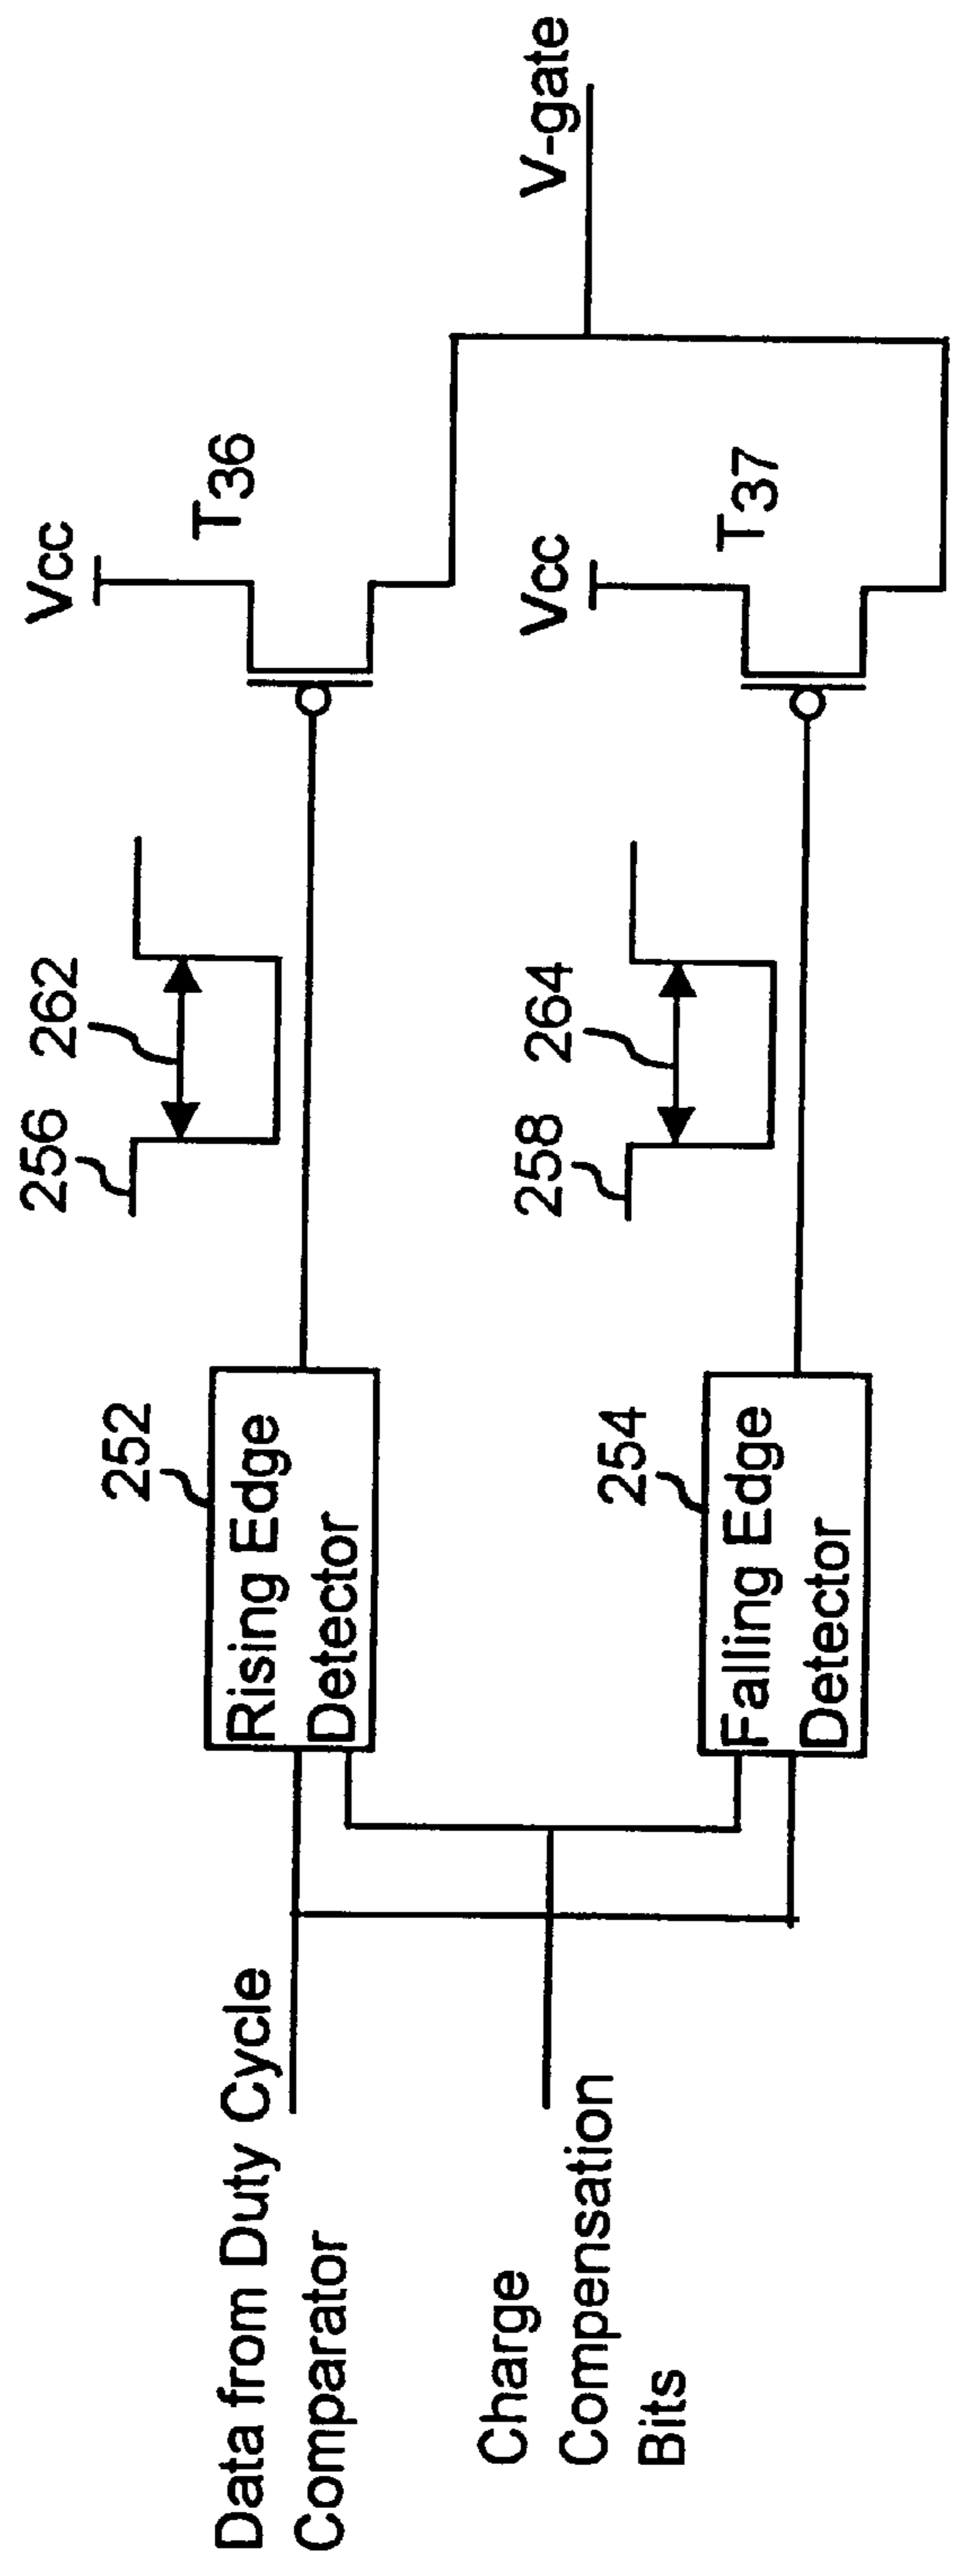 Data from Duty Cycle
Comparator
Charge
Compensation
Bits
252
Rising Edge
Detector
256
262
Vcc
T36
254
Falling Edge
Detector
258
264
Vcc
T37
V-gate